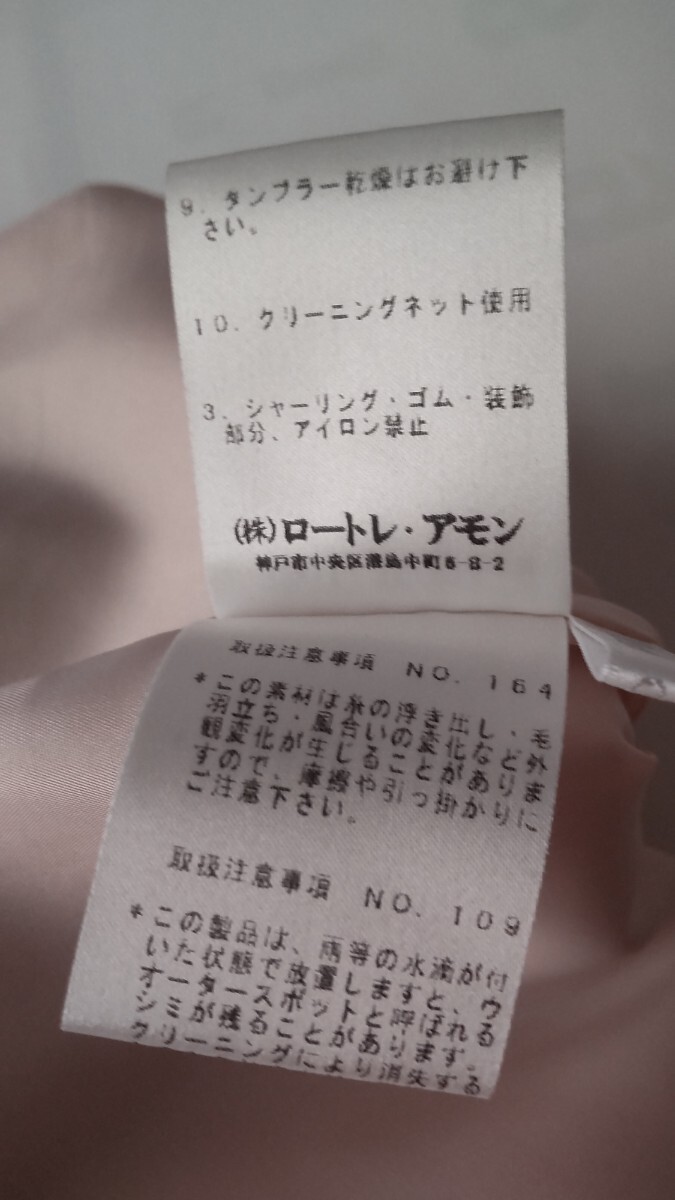 9．タンブラー乾燥はお避け下
さい。
10．クリーニングネット使用
3．シャーリング・ゴム・装飾
部分、アイロン禁止
(株)ロートレ・アモン
神戸市中央区港島中町6-8-2
取扱注意事項 NO．164
＊この素材は糸の浮き出し・毛
羽立ち・風合いの変化など外
観変化が生じることがありま
すので、摩擦や引っ掛かりに
ご注意下さい。
取扱注意事項 NO．109
＊この製品は、雨等の水滴が付
いた状態で放置しますと、ウ
オータースポットと呼ばれる
シミが残ることがあります。
クリーニングにより消失する